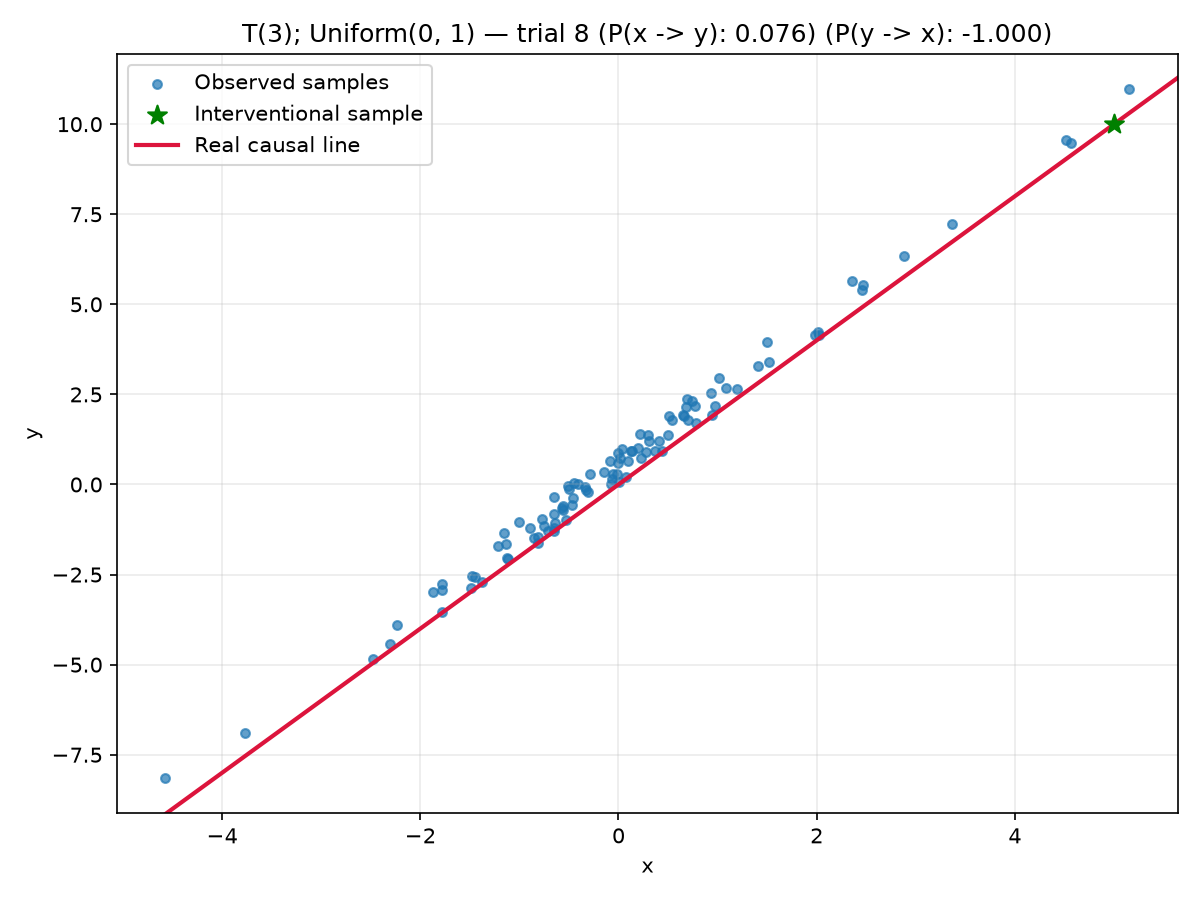 T(3); Uniform(0, 1) — trial 8 (P(x -> y): 0.076) (P(y -> x): -1.000)
Observed samples
Interventional sample
Real causal line
10.0
7.5
5.0
2.5
0.0
−2.5
−5.0
−7.5
y
−4
−2
0
2
4
x